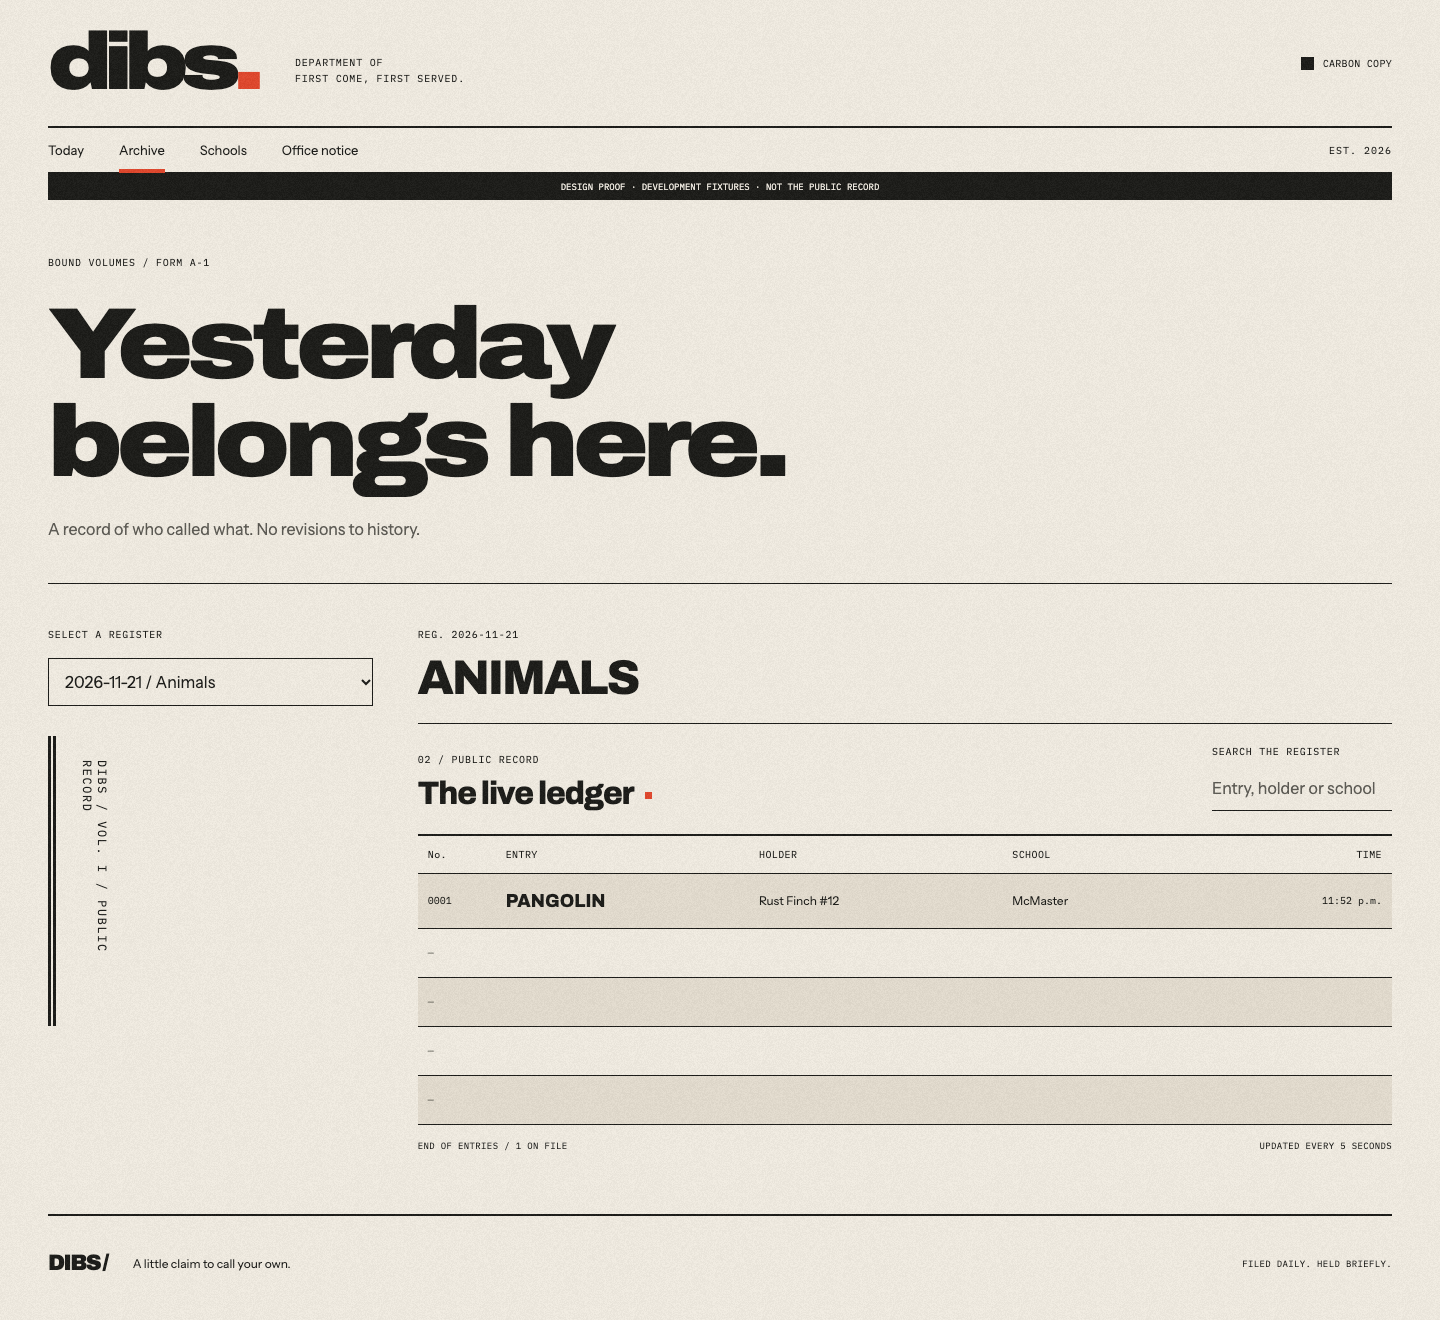 dibs.
DEPARTMENT OF
FIRST COME, FIRST SERVED.
CARBON COPY
Today
Archive
Schools
Office notice
EST. 2026
DESIGN PROOF · DEVELOPMENT FIXTURES · NOT THE PUBLIC RECORD
BOUND VOLUMES / FORM A-1
Yesterday
belongs here.
A record of who called what. No revisions to history.
SELECT A REGISTER
2026-11-21 / Animals
DIBS / VOL. I / PUBLIC
RECORD
REG. 2026-11-21
ANIMALS
02 / PUBLIC RECORD
The live ledger
SEARCH THE REGISTER
Entry, holder or school
No. ENTRY HOLDER SCHOOL TIME
0001 PANGOLIN Rust Finch #12 McMaster 11:52 p.m.
—
—
—
—
END OF ENTRIES / 1 ON FILE
UPDATED EVERY 5 SECONDS
DIBS/
A little claim to call your own.
FILED DAILY. HELD BRIEFLY.